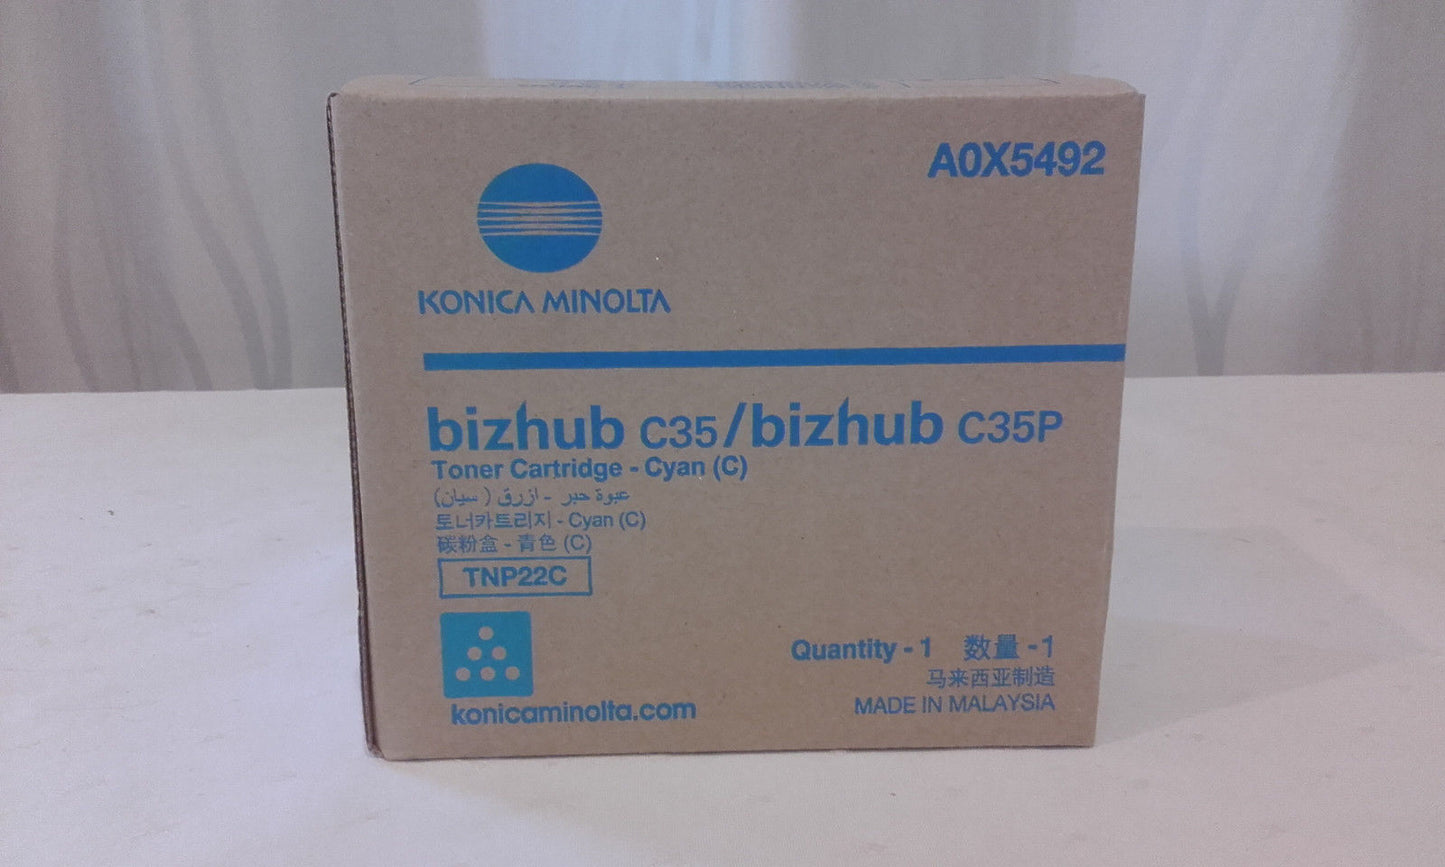 A0X5492
KONICA MINOLTA
bizhub C35/bizhub C35P
Toner Cartridge - Cyan (C)
عبوة حبر - ازرق ( سيان)
토너카트리지 - Cyan (C)
碳粉盒 - 青色 (C)
TNP22C
Quantity - 1 数量 - 1
马来西亚制造
MADE IN MALAYSIA
konicaminolta.com